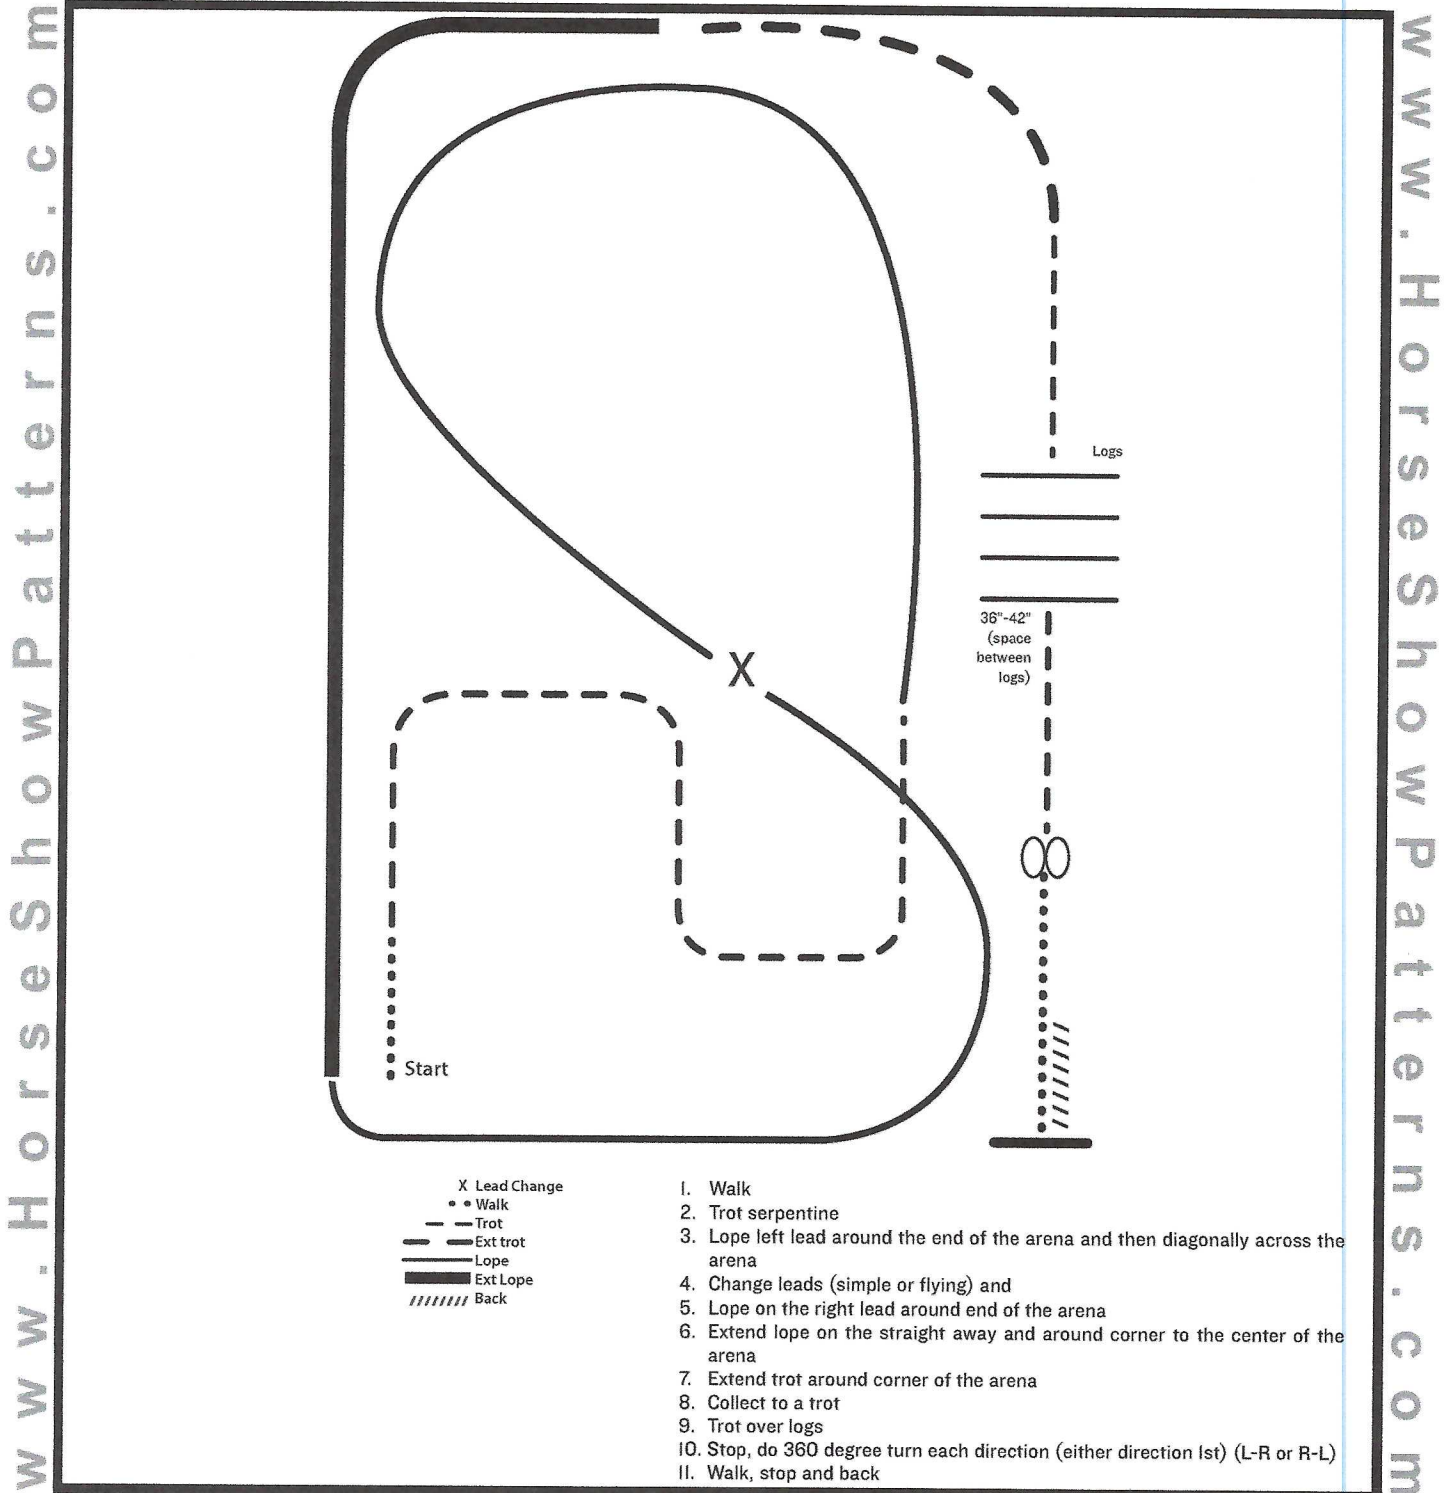 www.HorseShowPatterns.com
www.HorseShowPatterns.com
Logs
36"-42"
(space
between
logs)
X
Start
X Lead Change
Walk
Trot
Ext trot
Lope
Ext Lope
Back
1. Walk
2. Trot serpentine
3. Lope left lead around the end of the arena and then diagonally across the
arena
4. Change leads (simple or flying) and
5. Lope on the right lead around end of the arena
6. Extend lope on the straight away and around corner to the center of the
arena
7. Extend trot around corner of the arena
8. Collect to a trot
9. Trot over logs
10. Stop, do 360 degree turn each direction (either direction 1st) (L-R or R-L)
11. Walk, stop and back